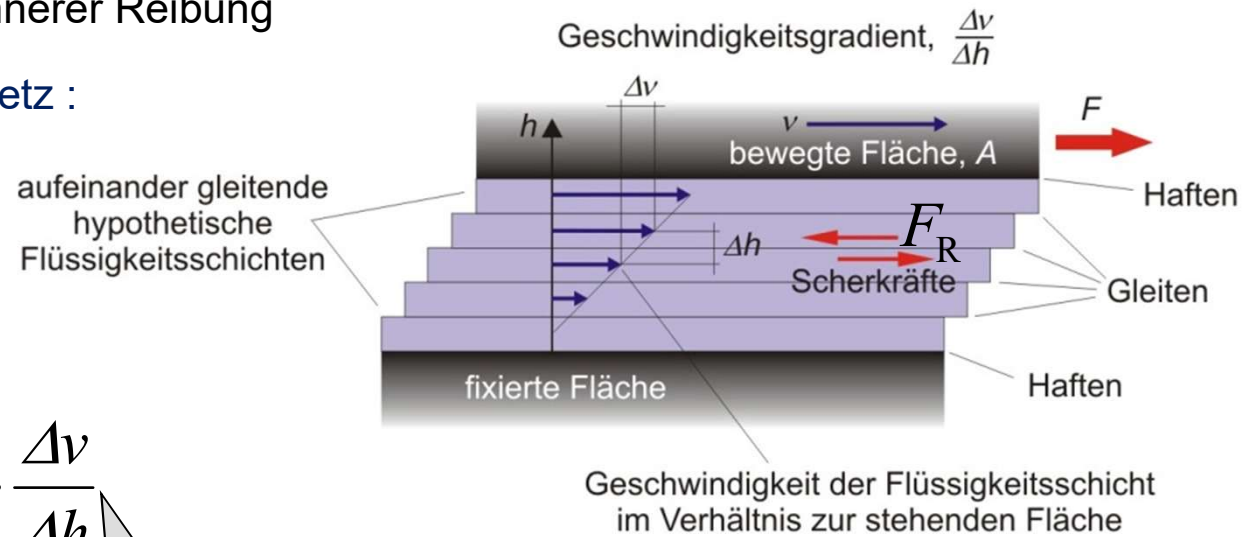 nnerer Reibung
Geschwindigkeitsgradient, Δv/Δh
etz :
Δv
h
v
F
bewegte Fläche, A
aufeinander gleitende
hypothetische
Flüssigkeitsschichten
Haften
F_R
Δh
Scherkräfte
Gleiten
fixierte Fläche
Haften
Δv
Δh
Geschwindigkeit der Flüssigkeitsschicht
im Verhältnis zur stehenden Fläche